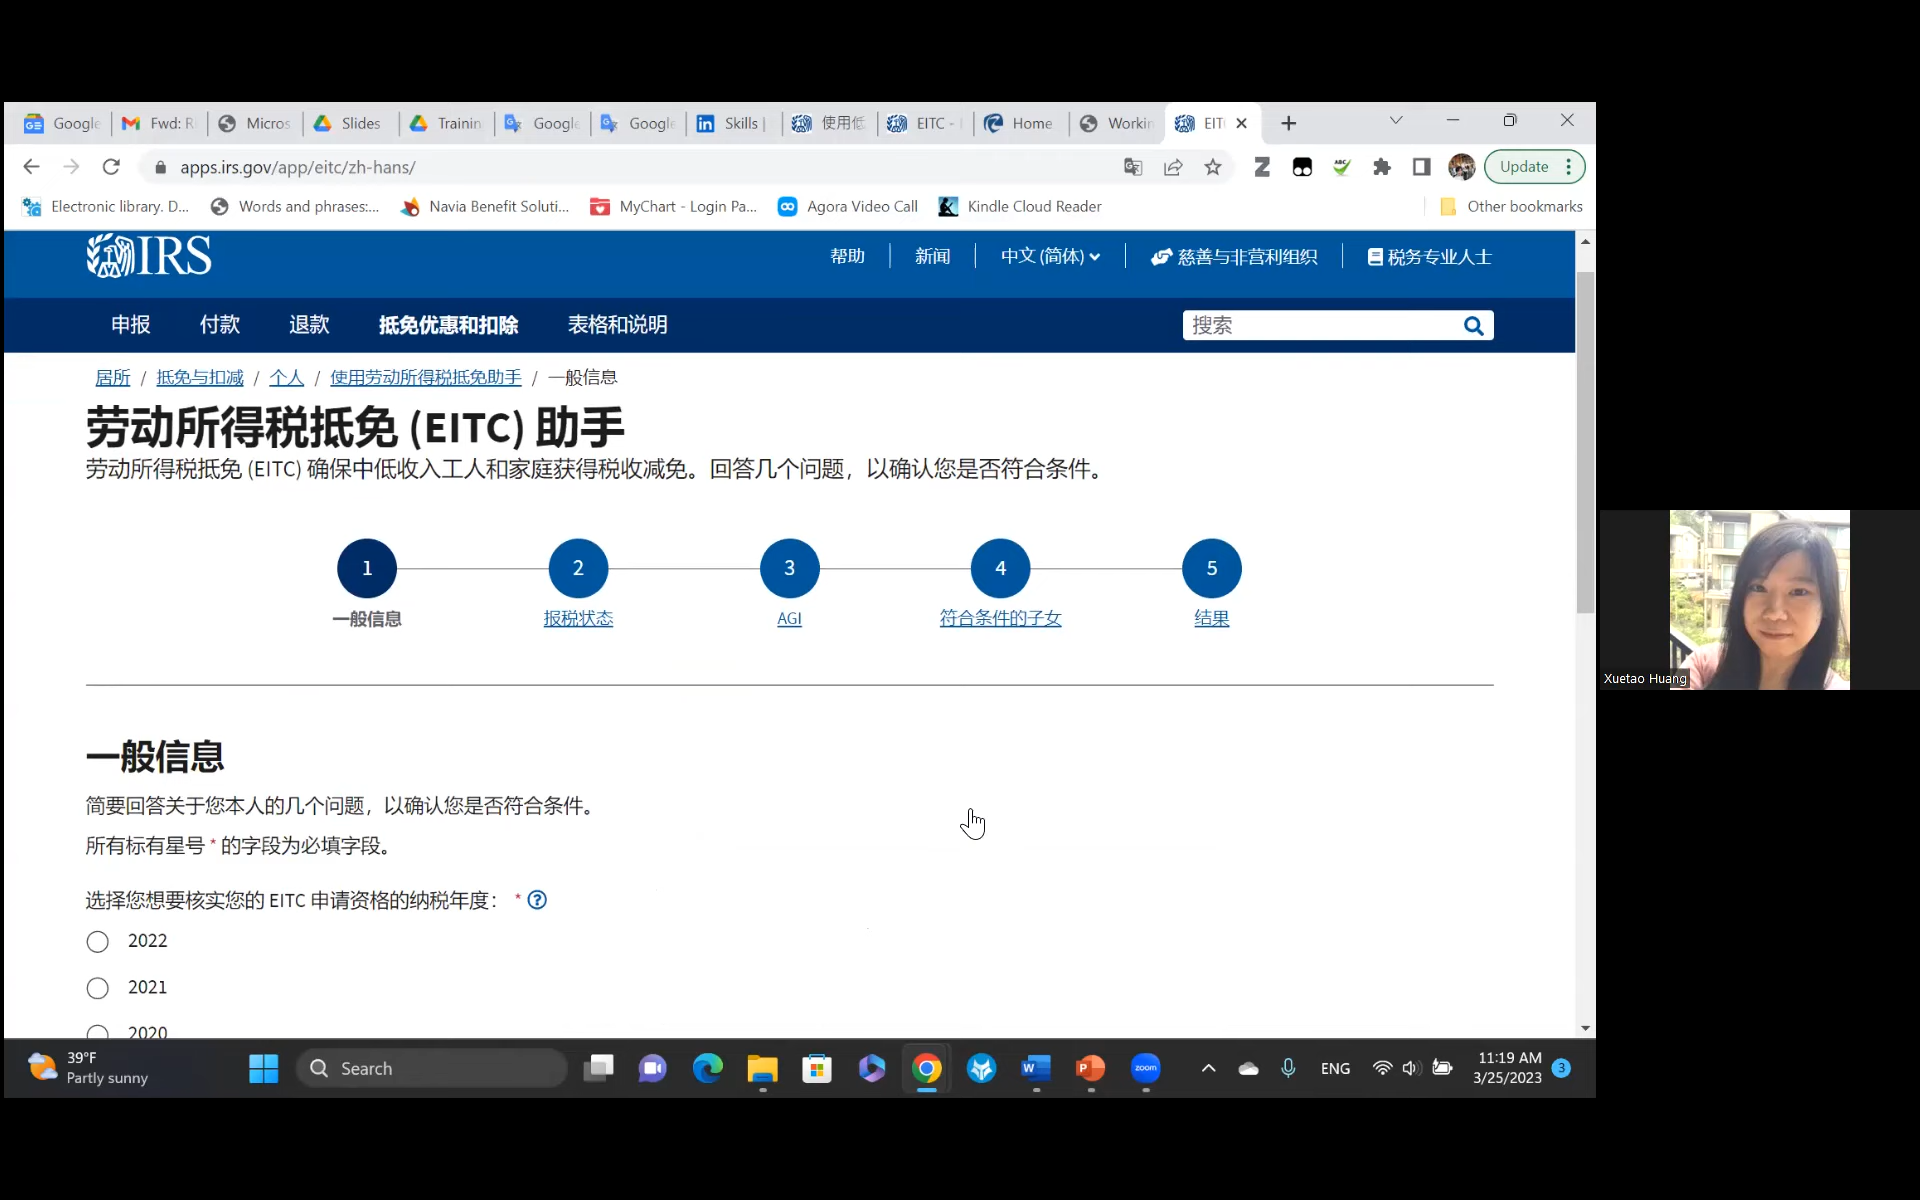 Google
Fwd: R
Micros
Slides
Trainin
Google
Google
Skills |
使用低
EITC -
Home
Workin
EIT
apps.irs.gov/app/eitc/zh-hans/
Update
Electronic library. D...
Words and phrases:...
Navia Benefit Soluti...
MyChart - Login Pa...
Agora Video Call
Kindle Cloud Reader
Other bookmarks
IRS
帮助
新闻
中文 (简体)
慈善与非营利组织
税务专业人士
申报
付款
退款
抵免优惠和扣除
表格和说明
搜索
居所 / 抵免与扣减 / 个人 / 使用劳动所得税抵免助手 / 一般信息
劳动所得税抵免 (EITC) 助手
劳动所得税抵免 (EITC) 确保中低收入工人和家庭获得税收减免。回答几个问题，以确认您是否符合条件。
1
2
3
4
5
一般信息
报税状态
AGI
符合条件的子女
结果
一般信息
简要回答关于您本人的几个问题，以确认您是否符合条件。
所有标有星号 * 的字段为必填字段。
选择您想要核实您的 EITC 申请资格的纳税年度： * ?
2022
2021
2020
Xuetao Huang
39°F
Partly sunny
Search
zoom
ENG
11:19 AM
3/25/2023
3